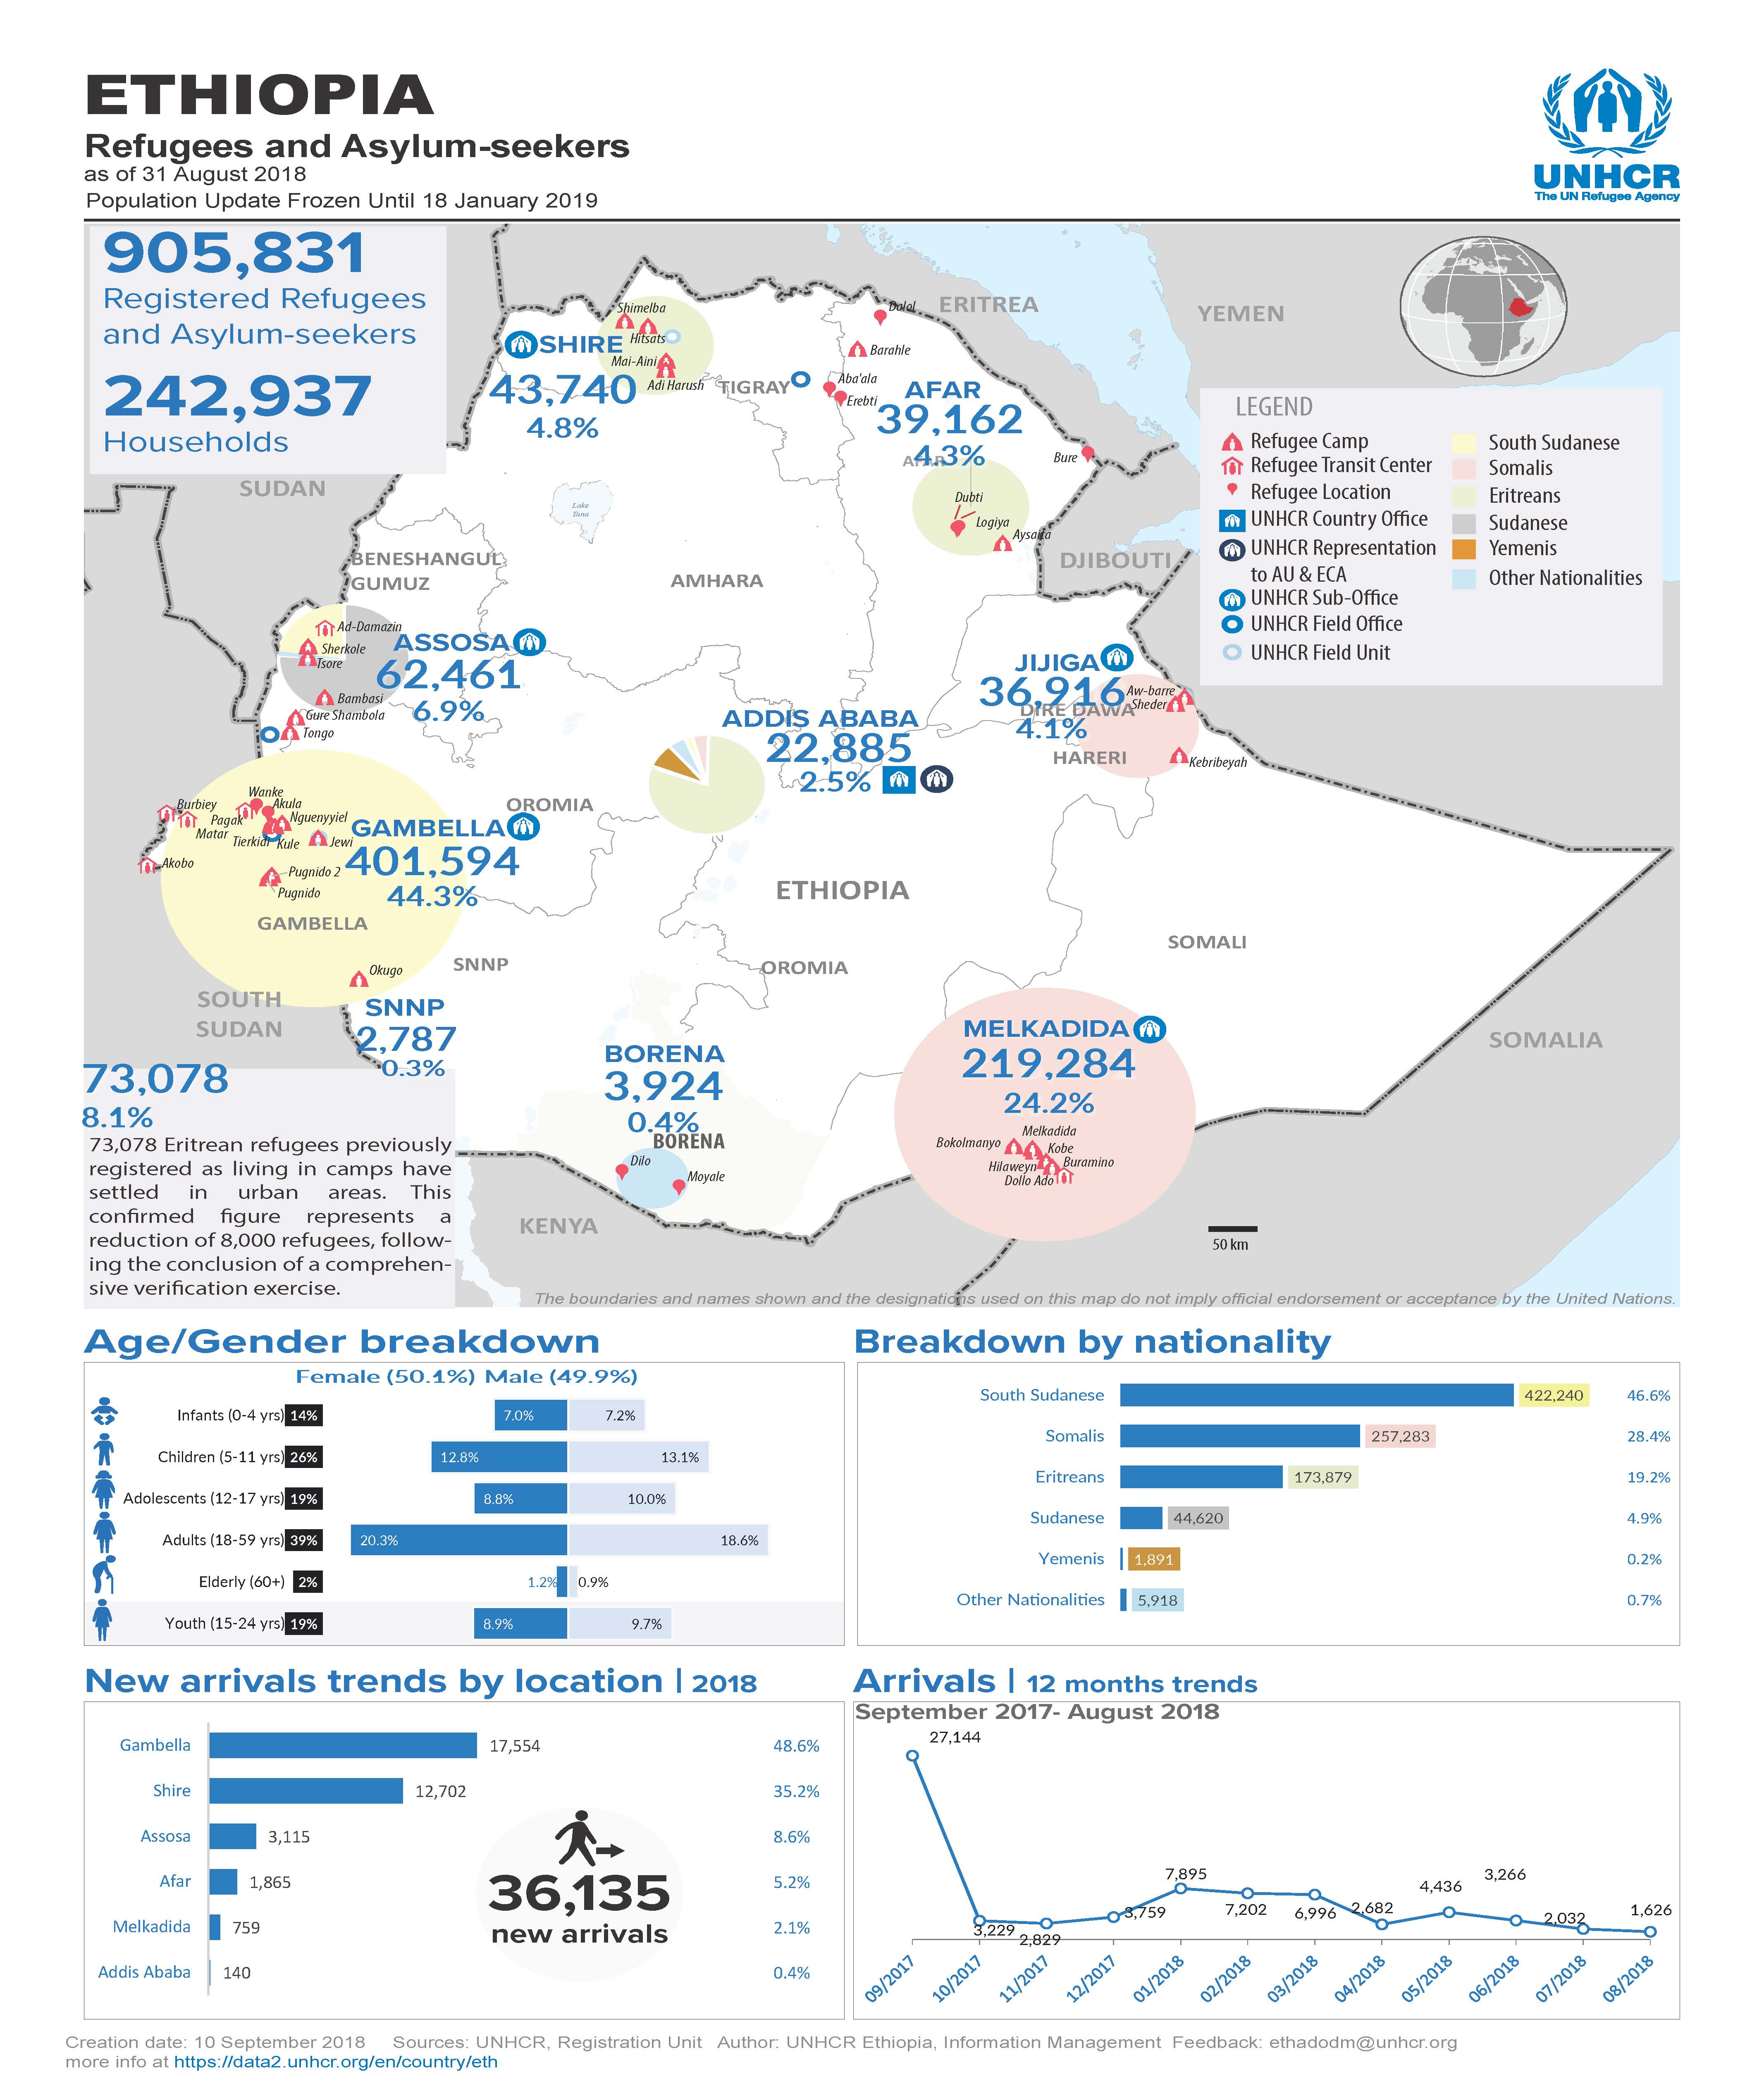 ETHIOPIA
Refugees and Asylum-seekers
as of 31 August 2018
Population Update Frozen Until 18 January 2019
UNHCR
The UN Refugee Agency
905,831
Registered Refugees
and Asylum-seekers
242,937
Households
ERITREA
YEMEN
SUDAN
DJIBOUTI
SOMALIA
KENYA
SOUTH
SUDAN
Shimelba
Hitsats
Mai-Aini
Adi Harush
SHIRE
43,740
4.8%
TIGRAY
Dalol
Barahle
Aba'ala
Erebti
AFAR
39,162
4.3%
AFAR
Bure
Dubti
Logiya
Aysaita
Lake
Tana
BENESHANGUL
GUMUZ
AMHARA
Ad-Damazin
Sherkole
Tsore
Bambasi
Gure Shambola
Tongo
ASSOSA
62,461
6.9%
JIJIGA
36,916
4.1%
DIRE DAWA
HARERI
Aw-barre
Sheder
Kebribeyah
ADDIS ABABA
22,885
2.5%
OROMIA
Wanke
Burbiey
Akula
Pagak
Nguenyyiel
Matar
Tierkidi
Kule
Jewi
Akobo
Pugnido 2
Pugnido
GAMBELLA
401,594
44.3%
GAMBELLA
Okugo
SNNP
SNNP
2,787
0.3%
ETHIOPIA
OROMIA
SOMALI
BORENA
3,924
0.4%
BORENA
Dilo
Moyale
MELKADIDA
219,284
24.2%
Melkadida
Bokolmanyo
Kobe
Hilaweyn
Buramino
Dollo Ado
50 km
LEGEND
Refugee Camp
Refugee Transit Center
Refugee Location
UNHCR Country Office
UNHCR Representation
to AU & ECA
UNHCR Sub-Office
UNHCR Field Office
UNHCR Field Unit
South Sudanese
Somalis
Eritreans
Sudanese
Yemenis
Other Nationalities
73,078
8.1%
73,078 Eritrean refugees previously
registered as living in camps have
settled in urban areas. This
confirmed figure represents a
reduction of 8,000 refugees, follow-
ing the conclusion of a comprehen-
sive verification exercise.
The boundaries and names shown and the designations used on this map do not imply official endorsement or acceptance by the United Nations.
Age/Gender breakdown
Female (50.1%) Male (49.9%)
Infants (0-4 yrs) 14% 7.0% 7.2%
Children (5-11 yrs) 26% 12.8% 13.1%
Adolescents (12-17 yrs) 19% 8.8% 10.0%
Adults (18-59 yrs) 39% 20.3% 18.6%
Elderly (60+) 2% 1.2% 0.9%
Youth (15-24 yrs) 19% 8.9% 9.7%
Breakdown by nationality
South Sudanese 422,240 46.6%
Somalis 257,283 28.4%
Eritreans 173,879 19.2%
Sudanese 44,620 4.9%
Yemenis 1,891 0.2%
Other Nationalities 5,918 0.7%
New arrivals trends by location | 2018
Gambella 17,554 48.6%
Shire 12,702 35.2%
Assosa 3,115 8.6%
Afar 1,865 5.2%
Melkadida 759 2.1%
Addis Ababa 140 0.4%
36,135
new arrivals
Arrivals | 12 months trends
September 2017- August 2018
27,144
3,229
2,829
3,759
7,895
7,202
6,996
2,682
4,436
3,266
2,032
1,626
09/2017 10/2017 11/2017 12/2017 01/2018 02/2018 03/2018 04/2018 05/2018 06/2018 07/2018 08/2018
Creation date: 10 September 2018 Sources: UNHCR, Registration Unit Author: UNHCR Ethiopia, Information Management Feedback: ethadodm@unhcr.org
more info at https://data2.unhcr.org/en/country/eth